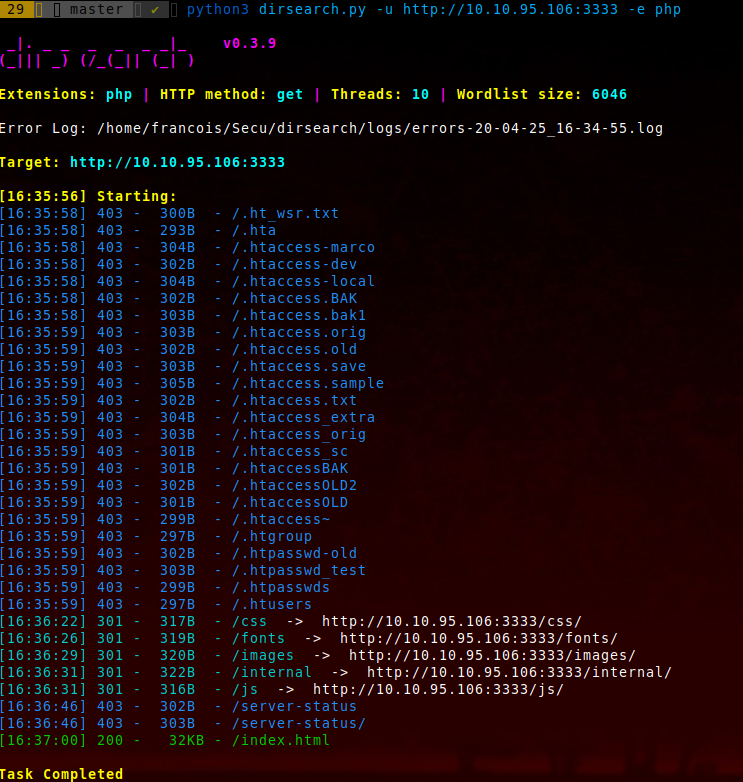 29 master ✔ python3 dirsearch.py -u http://10.10.95.106:3333 -e php
 _|. _ _  _  _  _ _|_    v0.3.9
(_||| _) (/_(_|| (_| )
Extensions: php | HTTP method: get | Threads: 10 | Wordlist size: 6046
Error Log: /home/francois/Secu/dirsearch/logs/errors-20-04-25_16-34-55.log
Target: http://10.10.95.106:3333
[16:35:56] Starting:
[16:35:58] 403 -  300B  - /.ht_wsr.txt
[16:35:58] 403 -  293B  - /.hta
[16:35:58] 403 -  304B  - /.htaccess-marco
[16:35:58] 403 -  302B  - /.htaccess-dev
[16:35:58] 403 -  304B  - /.htaccess-local
[16:35:58] 403 -  302B  - /.htaccess.BAK
[16:35:58] 403 -  303B  - /.htaccess.bak1
[16:35:59] 403 -  303B  - /.htaccess.orig
[16:35:59] 403 -  302B  - /.htaccess.old
[16:35:59] 403 -  303B  - /.htaccess.save
[16:35:59] 403 -  305B  - /.htaccess.sample
[16:35:59] 403 -  302B  - /.htaccess.txt
[16:35:59] 403 -  304B  - /.htaccess_extra
[16:35:59] 403 -  303B  - /.htaccess_orig
[16:35:59] 403 -  301B  - /.htaccess_sc
[16:35:59] 403 -  301B  - /.htaccessBAK
[16:35:59] 403 -  302B  - /.htaccessOLD2
[16:35:59] 403 -  301B  - /.htaccessOLD
[16:35:59] 403 -  299B  - /.htaccess~
[16:35:59] 403 -  297B  - /.htgroup
[16:35:59] 403 -  302B  - /.htpasswd-old
[16:35:59] 403 -  303B  - /.htpasswd_test
[16:35:59] 403 -  299B  - /.htpasswds
[16:35:59] 403 -  297B  - /.htusers
[16:36:22] 301 -  317B  - /css  ->  http://10.10.95.106:3333/css/
[16:36:26] 301 -  319B  - /fonts  ->  http://10.10.95.106:3333/fonts/
[16:36:29] 301 -  320B  - /images  ->  http://10.10.95.106:3333/images/
[16:36:31] 301 -  322B  - /internal  ->  http://10.10.95.106:3333/internal/
[16:36:31] 301 -  316B  - /js  ->  http://10.10.95.106:3333/js/
[16:36:46] 403 -  302B  - /server-status
[16:36:46] 403 -  303B  - /server-status/
[16:37:00] 200 -   32KB - /index.html
Task Completed